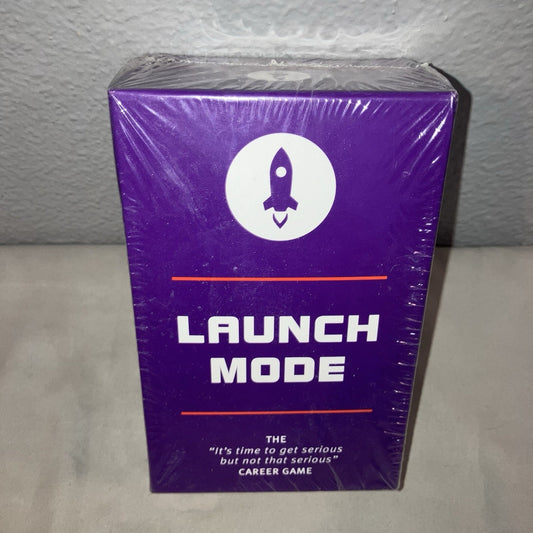 LAUNCH
MODE
THE
"It's time to get serious
but not that serious"
CAREER GAME